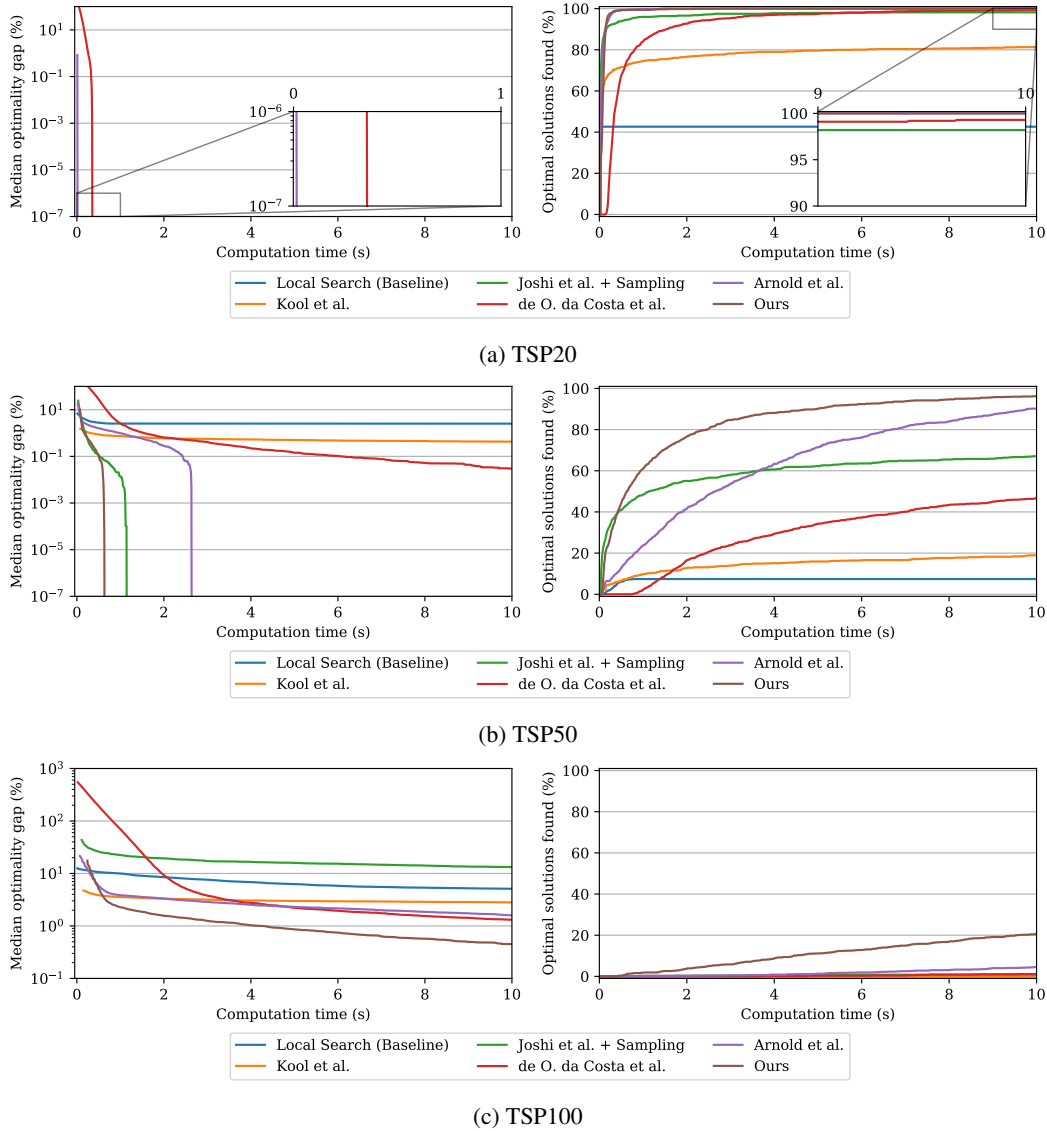 10^1
10^-1
10^-3
10^-5
10^-7
Median optimality gap (%)
0 2 4 6 8 10
Computation time (s)
0 1
10^-6
10^-7
100
80
60
40
20
0
Optimal solutions found (%)
0 2 4 6 8 10
Computation time (s)
9 10
100
95
90
Local Search (Baseline) Joshi et al. + Sampling Arnold et al.
Kool et al. de O. da Costa et al. Ours
(a) TSP20
10^1
10^-1
10^-3
10^-5
10^-7
Median optimality gap (%)
0 2 4 6 8 10
Computation time (s)
100
80
60
40
20
0
Optimal solutions found (%)
0 2 4 6 8 10
Computation time (s)
Local Search (Baseline) Joshi et al. + Sampling Arnold et al.
Kool et al. de O. da Costa et al. Ours
(b) TSP50
10^3
10^2
10^1
10^0
10^-1
Median optimality gap (%)
0 2 4 6 8 10
Computation time (s)
100
80
60
40
20
0
Optimal solutions found (%)
0 2 4 6 8 10
Computation time (s)
Local Search (Baseline) Joshi et al. + Sampling Arnold et al.
Kool et al. de O. da Costa et al. Ours
(c) TSP100